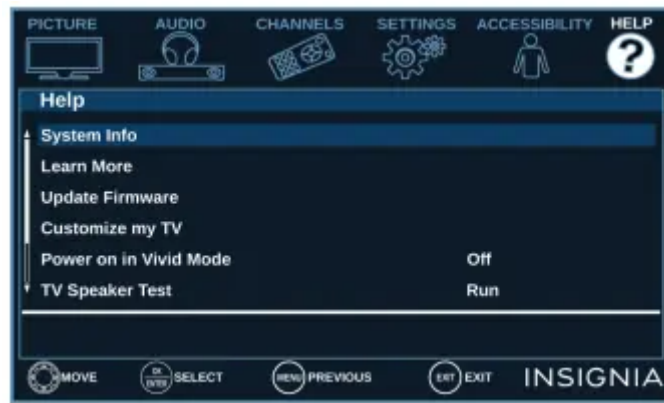 PICTURE AUDIO CHANNELS SETTINGS ACCESSIBILITY HELP
?
Help
System Info
Learn More
Update Firmware
Customize my TV
Power on in Vivid Mode Off
TV Speaker Test Run
MOVE OK ENTER SELECT MENU PREVIOUS EXIT EXIT INSIGNIA